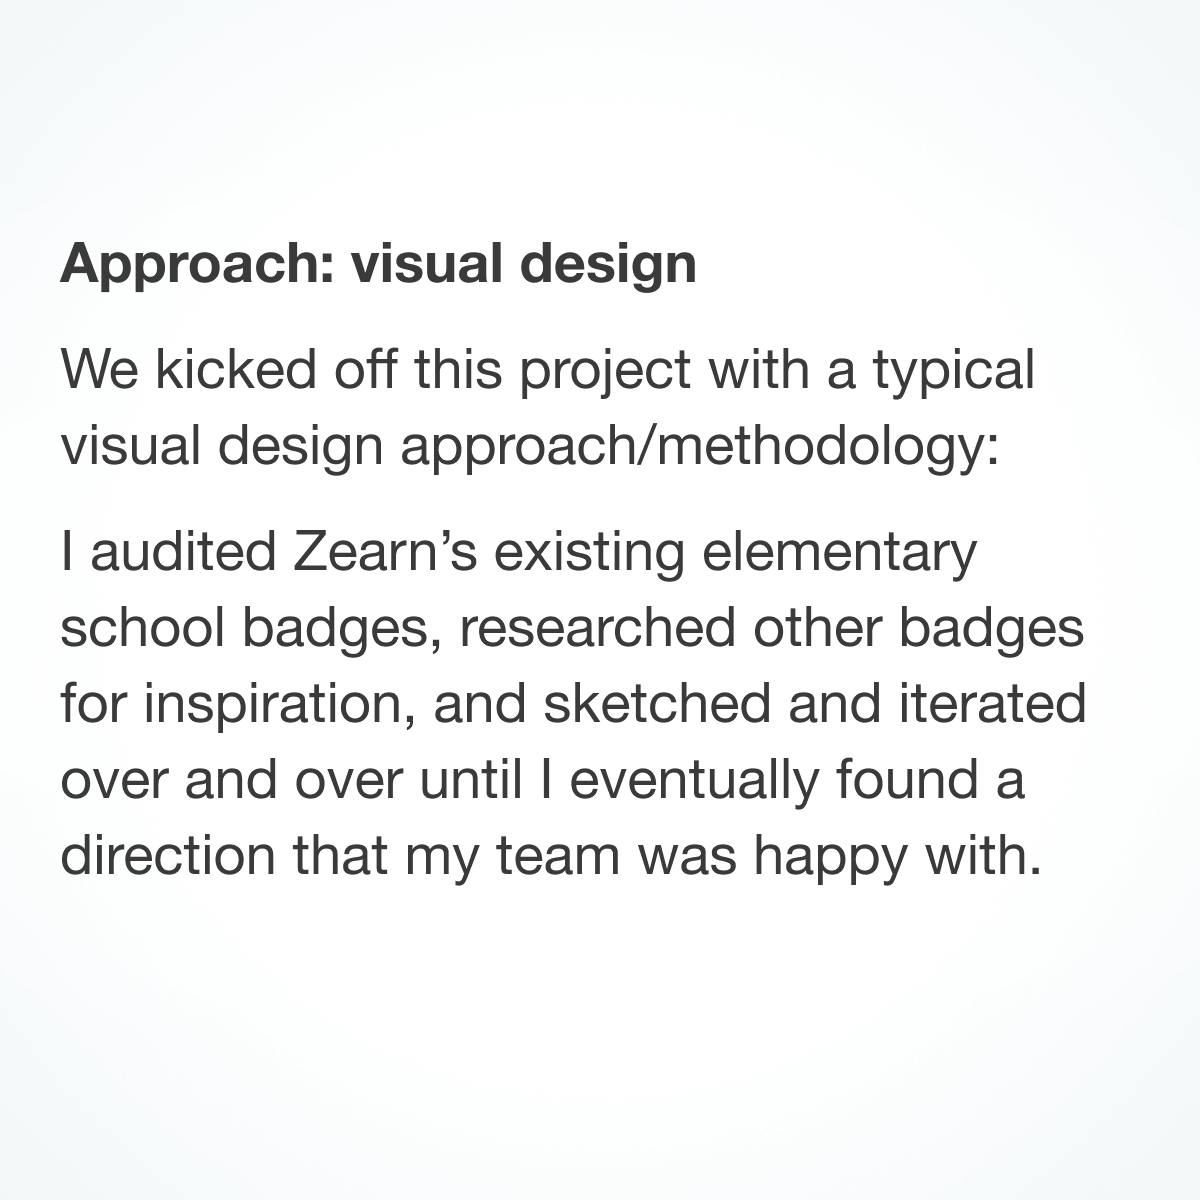 Approach: visual design
We kicked off this project with a typical
visual design approach/methodology:
I audited Zearn’s existing elementary
school badges, researched other badges
for inspiration, and sketched and iterated
over and over until I eventually found a
direction that my team was happy with.